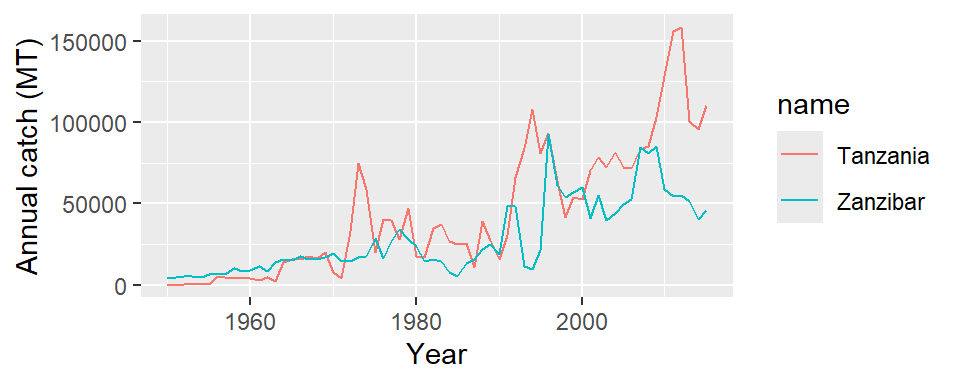 Annual catch (MT)
150000
100000
50000
0
1960 1980 2000
Year
name
Tanzania
Zanzibar